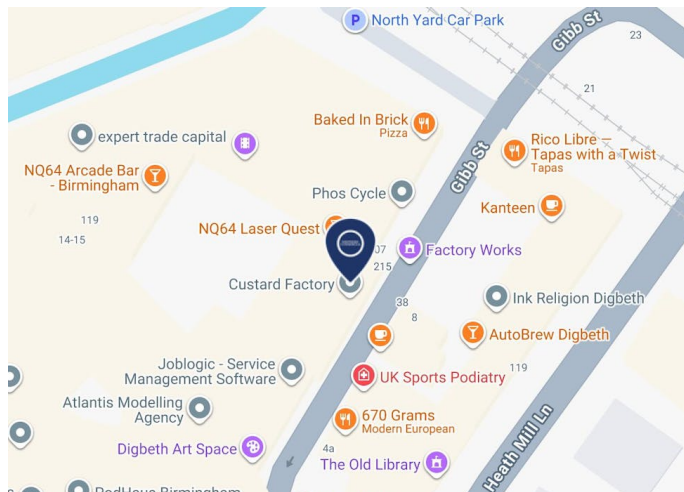 P
North Yard Car Park
Gibb St
23
21
expert trade capital
Baked In Brick
Pizza
Rico Libre –
Tapas with a Twist
Tapas
NQ64 Arcade Bar
- Birmingham
Gibb St
Phos Cycle
Kanteen
119
14-15
NQ64 Laser Quest
07
215
Factory Works
Custard Factory
38
8
Ink Religion Digbeth
AutoBrew Digbeth
Joblogic - Service
Management Software
119
UK Sports Podiatry
Atlantis Modelling
Agency
670 Grams
Modern European
Heath Mill Ln
Digbeth Art Space
4a
The Old Library